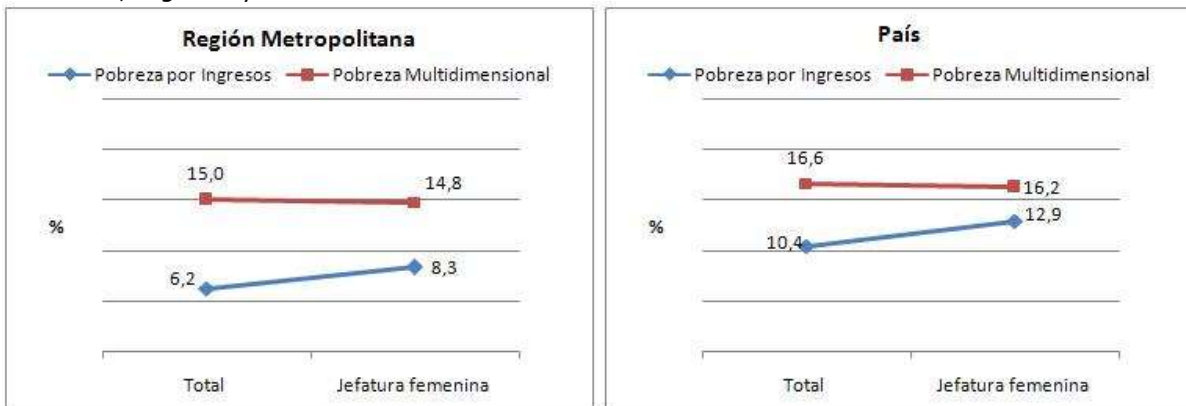 Región Metropolitana
Pobreza por Ingresos Pobreza Multidimensional
15,0
14,8
%
6,2
8,3
Total Jefatura femenina
País
Pobreza por Ingresos Pobreza Multidimensional
16,6
16,2
12,9
%
10,4
Total Jefatura femenina